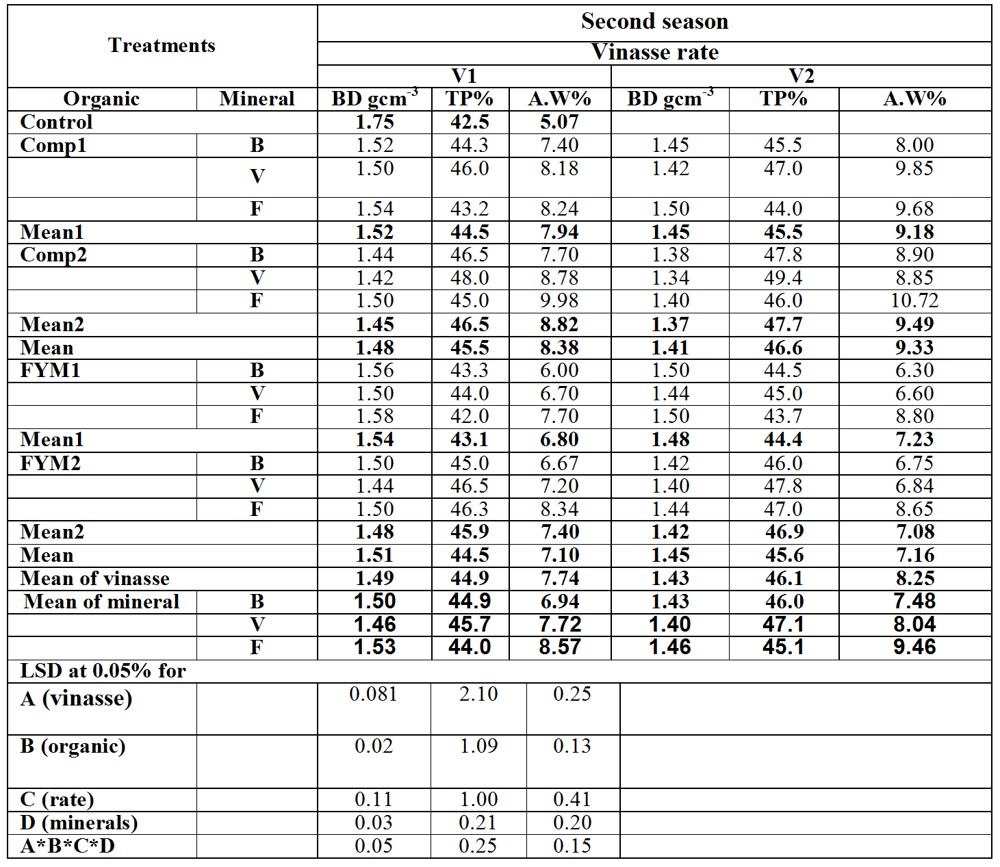 Treatments
Second season
Vinasse rate
V1 V2
Organic Mineral BD gcm-3 TP% A.W% BD gcm-3 TP% A.W%
Control 1.75 42.5 5.07
Comp1 B 1.52 44.3 7.40 1.45 45.5 8.00
V 1.50 46.0 8.18 1.42 47.0 9.85
F 1.54 43.2 8.24 1.50 44.0 9.68
Mean1 1.52 44.5 7.94 1.45 45.5 9.18
Comp2 B 1.44 46.5 7.70 1.38 47.8 8.90
V 1.42 48.0 8.78 1.34 49.4 8.85
F 1.50 45.0 9.98 1.40 46.0 10.72
Mean2 1.45 46.5 8.82 1.37 47.7 9.49
Mean 1.48 45.5 8.38 1.41 46.6 9.33
FYM1 B 1.56 43.3 6.00 1.50 44.5 6.30
V 1.50 44.0 6.70 1.44 45.0 6.60
F 1.58 42.0 7.70 1.50 43.7 8.80
Mean1 1.54 43.1 6.80 1.48 44.4 7.23
FYM2 B 1.50 45.0 6.67 1.42 46.0 6.75
V 1.44 46.5 7.20 1.40 47.8 6.84
F 1.50 46.3 8.34 1.44 47.0 8.65
Mean2 1.48 45.9 7.40 1.42 46.9 7.08
Mean 1.51 44.5 7.10 1.45 45.6 7.16
Mean of vinasse 1.49 44.9 7.74 1.43 46.1 8.25
Mean of mineral B 1.50 44.9 6.94 1.43 46.0 7.48
V 1.46 45.7 7.72 1.40 47.1 8.04
F 1.53 44.0 8.57 1.46 45.1 9.46
LSD at 0.05% for
A (vinasse) 0.081 2.10 0.25
B (organic) 0.02 1.09 0.13
C (rate) 0.11 1.00 0.41
D (minerals) 0.03 0.21 0.20
A*B*C*D 0.05 0.25 0.15